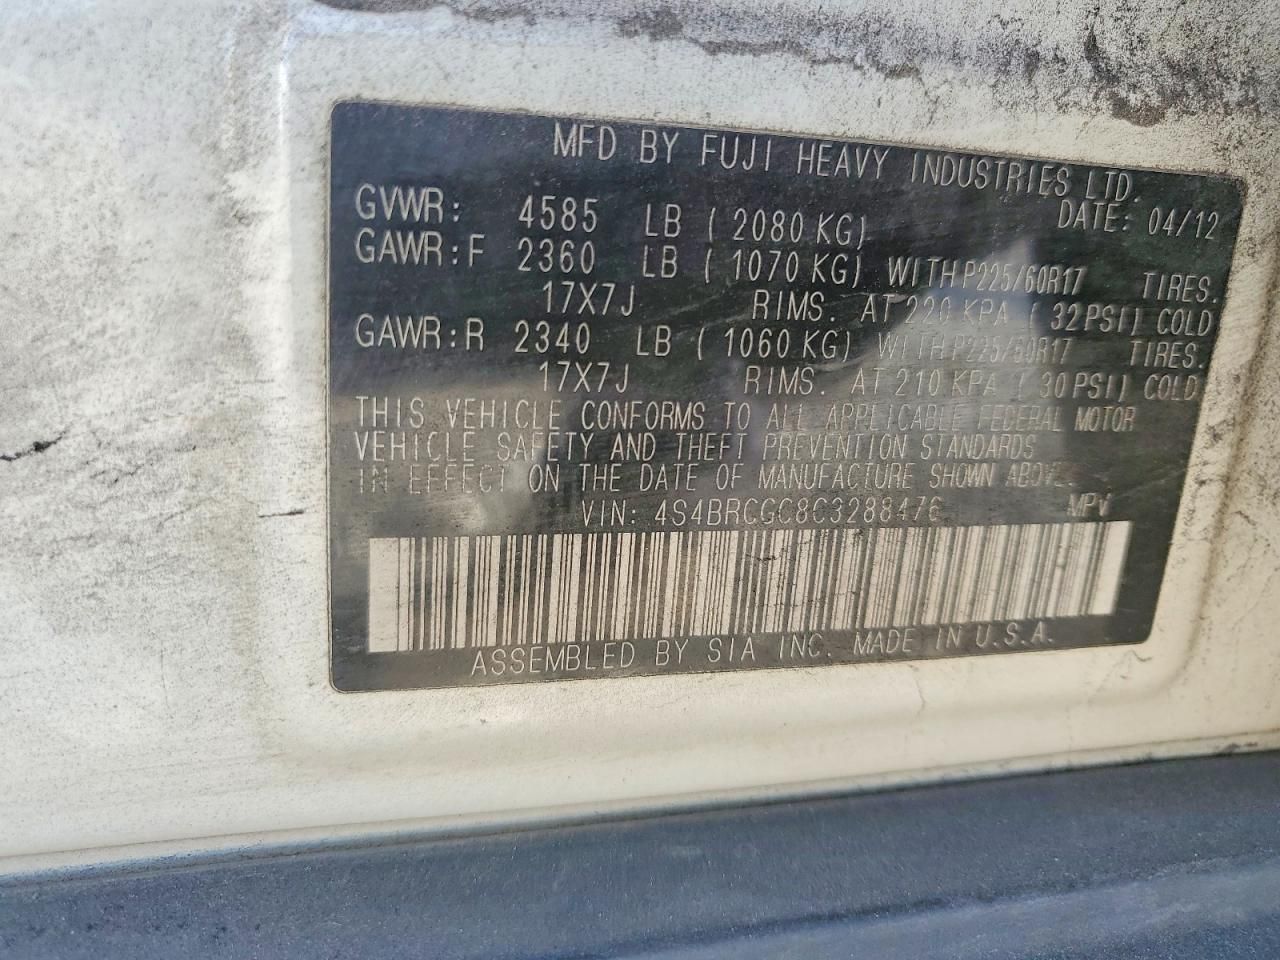 MFD BY FUJI HEAVY INDUSTRIES LTD.
DATE: 04/12
GVWR: 4585 LB ( 2080 KG)
GAWR:F 2360 LB ( 1070 KG) WITH P225/60R17 TIRES.
17X7J RIMS. AT 220 KPA ( 32 PSI) COLD
GAWR:R 2340 LB ( 1060 KG) WITH P225/60R17 TIRES.
17X7J RIMS. AT 210 KPA ( 30 PSI) COLD
THIS VEHICLE CONFORMS TO ALL APPLICABLE FEDERAL MOTOR
VEHICLE SAFETY AND THEFT PREVENTION STANDARDS
IN EFFECT ON THE DATE OF MANUFACTURE SHOWN ABOVE.
VIN: 4S4BRCGC8C3288476 MPV
ASSEMBLED BY SIA INC. MADE IN U.S.A.